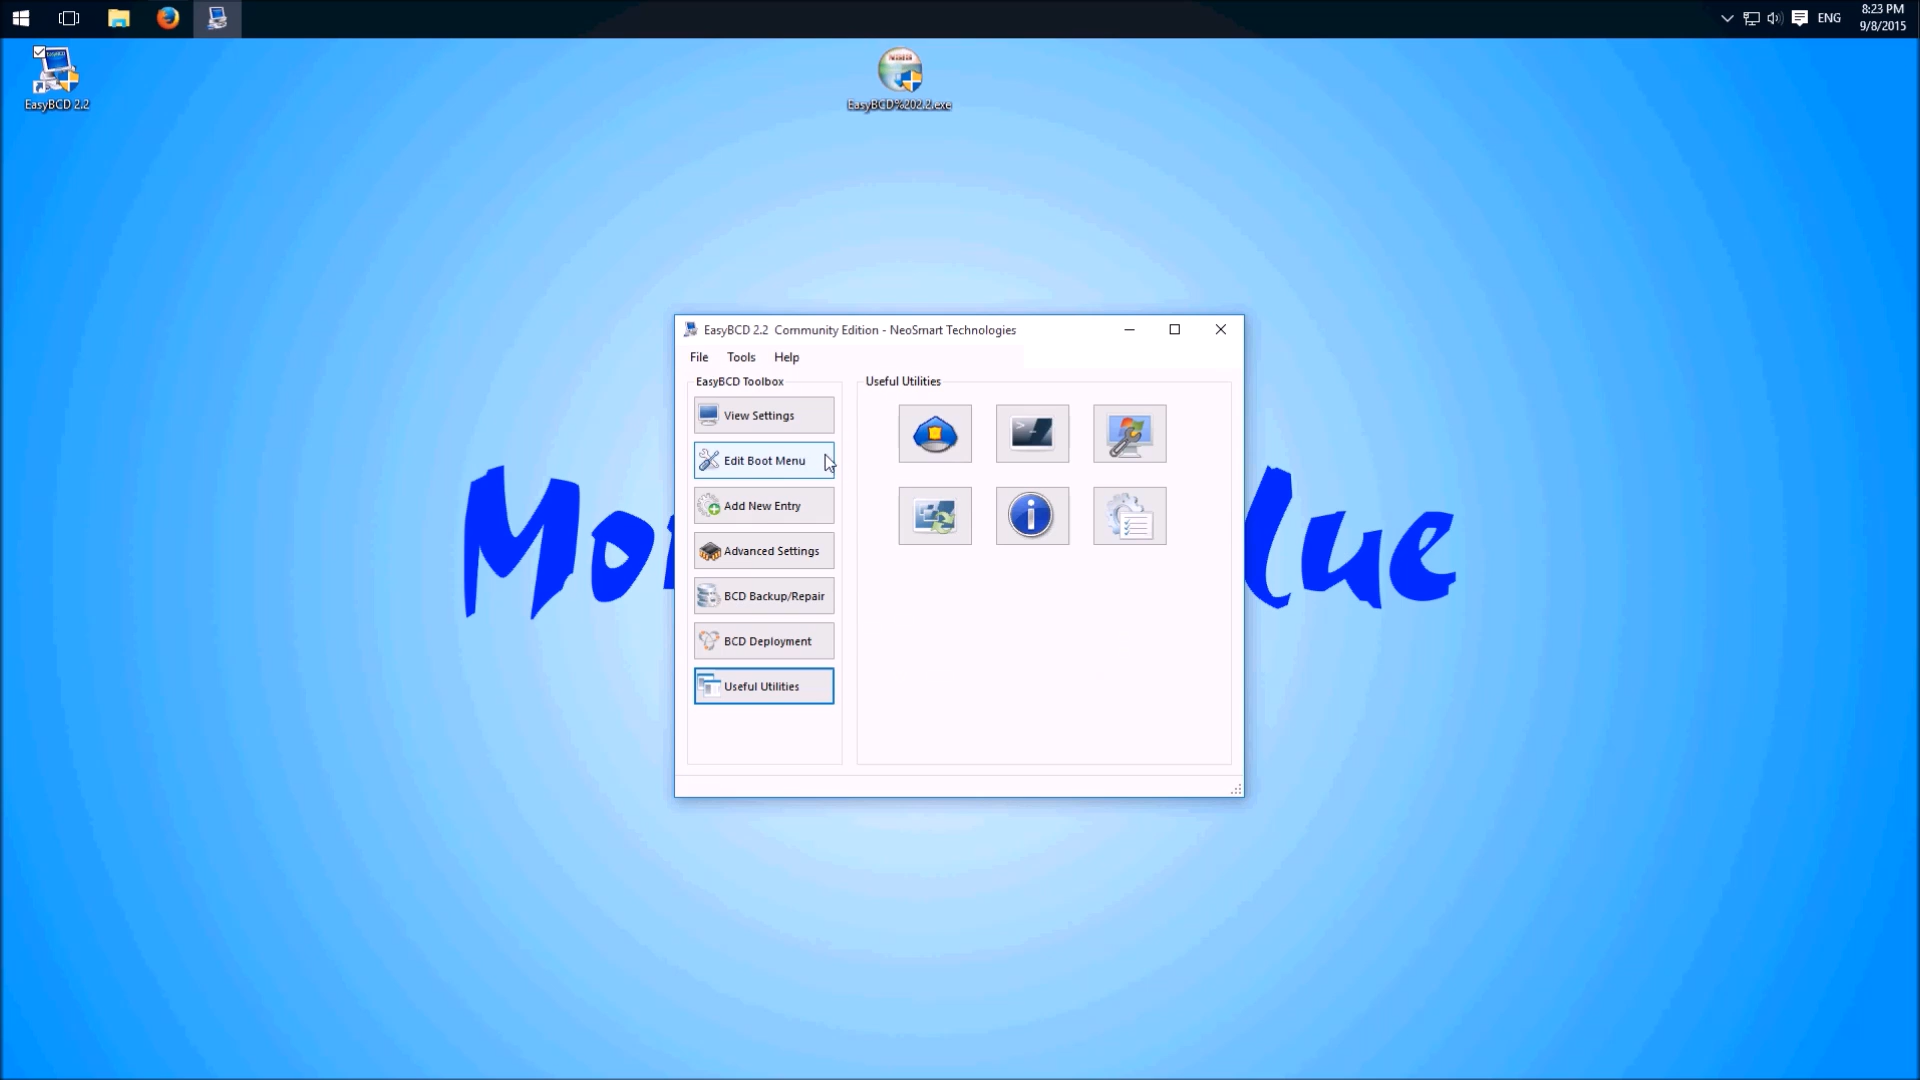 ENG
8:23 PM
9/8/2015
EasyBCD 2.2
EasyBCD%202.2.exe
EasyBCD 2.2 Community Edition - NeoSmart Technologies
File Tools Help
EasyBCD Toolbox
Useful Utilities
View Settings
Edit Boot Menu
Add New Entry
Advanced Settings
BCD Backup/Repair
BCD Deployment
Useful Utilities
Mo
lue